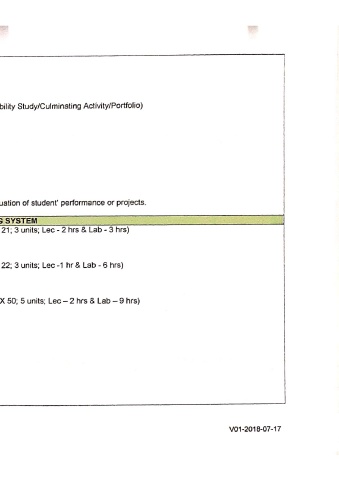 bility Study/Culminating Activity/Portfolio)
uation of student' performance or projects.
G SYSTEM
21; 3 units; Lec - 2 hrs & Lab - 3 hrs)
22; 3 units; Lec -1 hr & Lab - 6 hrs)
X 50; 5 units; Lec – 2 hrs & Lab – 9 hrs)
V01-2018-07-17